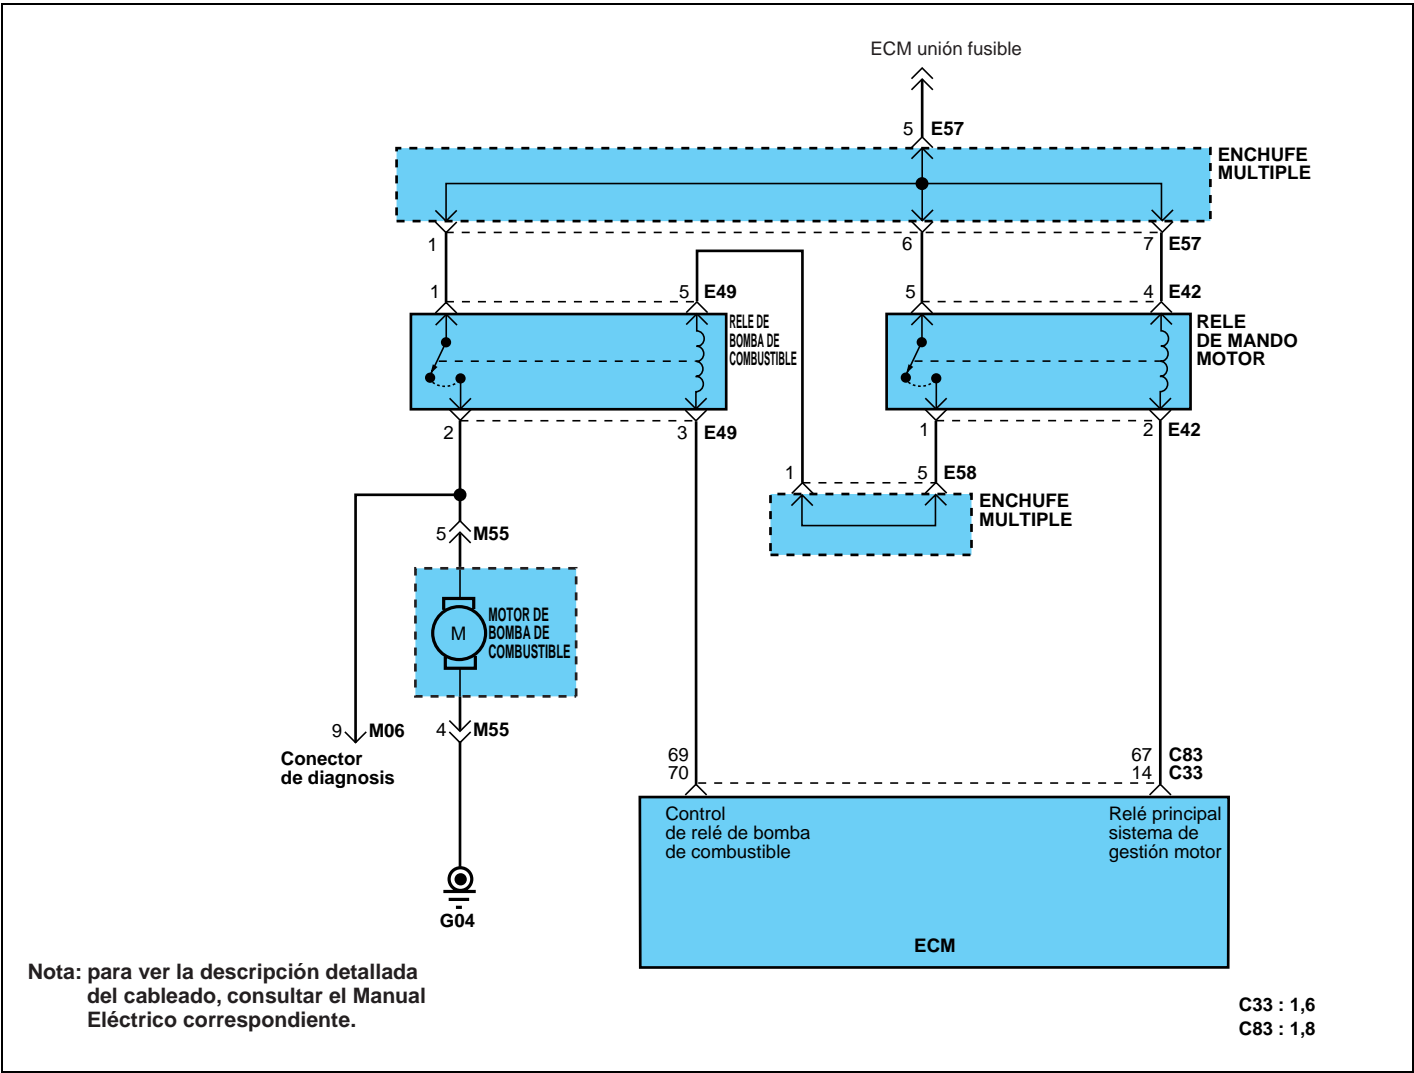 ECM unión fusible
5 E57
ENCHUFE
MULTIPLE
1
6
7 E57
1
5 E49
5
4 E42
RELE DE
BOMBA DE
COMBUSTIBLE
RELE
DE MANDO
MOTOR
2
3 E49
1
2 E42
1
5 E58
ENCHUFE
MULTIPLE
5 M55
M
MOTOR DE
BOMBA DE
COMBUSTIBLE
9 M06
4 M55
Conector
de diagnosis
69
70
67 C83
14 C33
Control
de relé de bomba
de combustible
Relé principal
sistema de
gestión motor
G04
ECM
Nota: para ver la descripción detallada
del cableado, consultar el Manual
Eléctrico correspondiente.
C33 : 1,6
C83 : 1,8